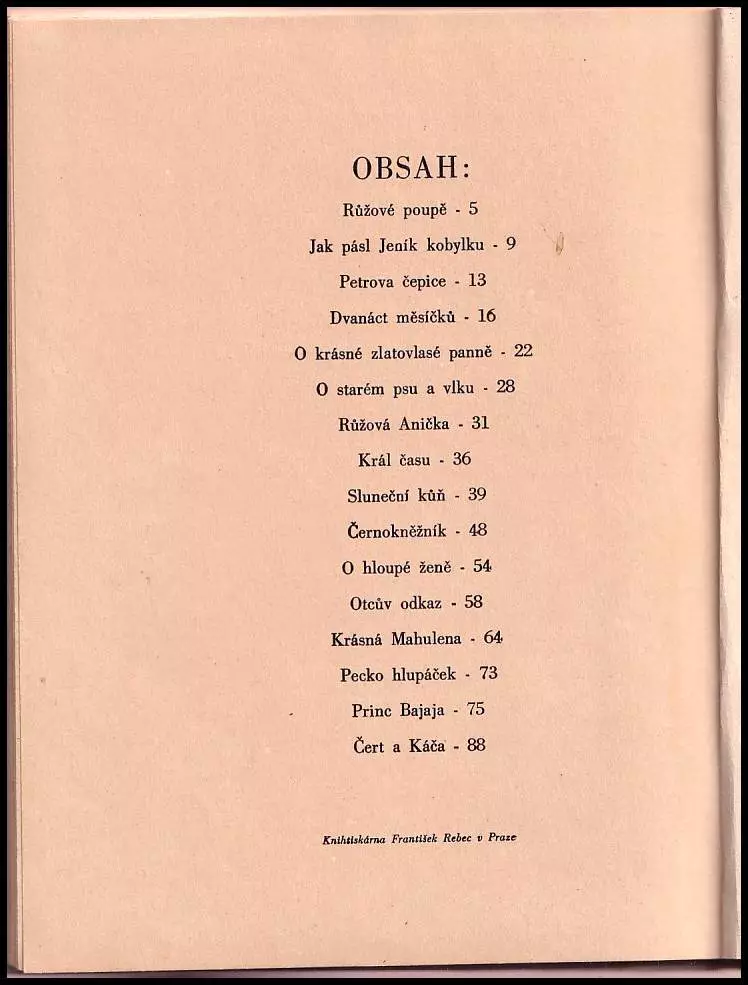 OBSAH:
Růžové poupě - 5
Jak pásl Jeník kobylku - 9
Petrova čepice - 13
Dvanáct měsíčků - 16
O krásné zlatovlasé panně - 22
O starém psu a vlku - 28
Růžová Anička - 31
Král času - 36
Sluneční kůň - 39
Černokněžník - 48
O hloupé ženě - 54
Otcův odkaz - 58
Krásná Mahulena - 64
Pecko hlupáček - 73
Princ Bajaja - 75
Čert a Káča - 88
Knihtiskárna František Rebec v Praze